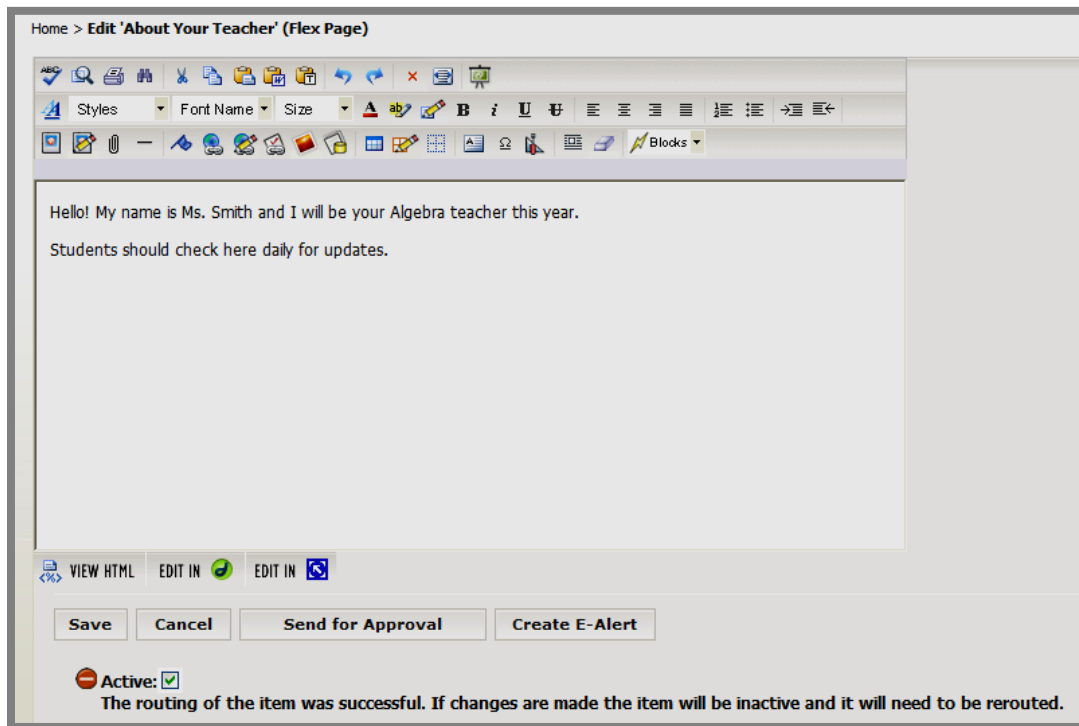 Home > Edit 'About Your Teacher' (Flex Page)
ABC W T
A Styles Font Name Size A ab B i U U
A Ω Blocks
Hello! My name is Ms. Smith and I will be your Algebra teacher this year.
Students should check here daily for updates.
<%> VIEW HTML EDIT IN EDIT IN
Save Cancel Send for Approval Create E-Alert
Active:
The routing of the item was successful. If changes are made the item will be inactive and it will need to be rerouted.